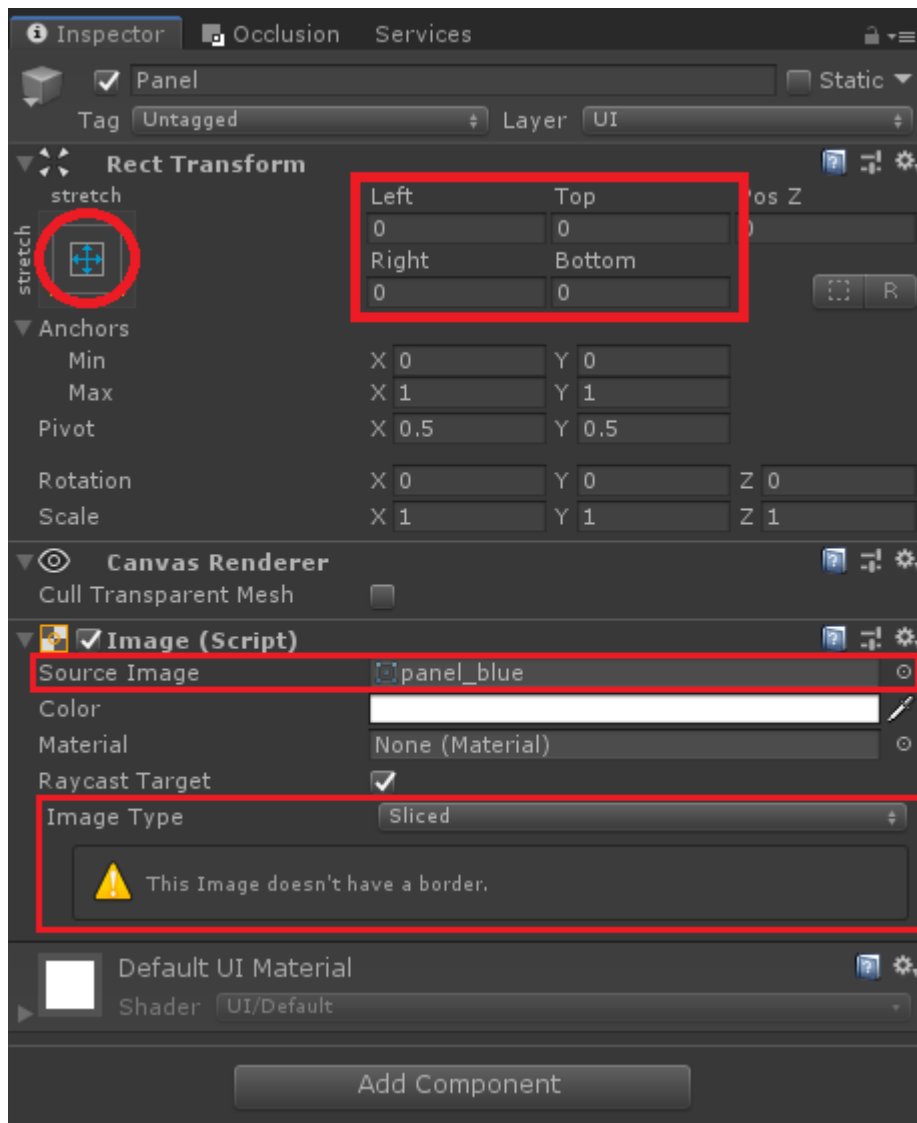 Inspector Occlusion Services
Panel Static
Tag Untagged Layer UI
Rect Transform
stretch Left Top Pos Z
stretch 0 0 0
Right Bottom
0 0 R
Anchors
Min X 0 Y 0
Max X 1 Y 1
Pivot X 0.5 Y 0.5
Rotation X 0 Y 0 Z 0
Scale X 1 Y 1 Z 1
Canvas Renderer
Cull Transparent Mesh
Image (Script)
Source Image panel_blue
Color
Material None (Material)
Raycast Target
Image Type Sliced
This Image doesn't have a border.
Default UI Material
Shader UI/Default
Add Component